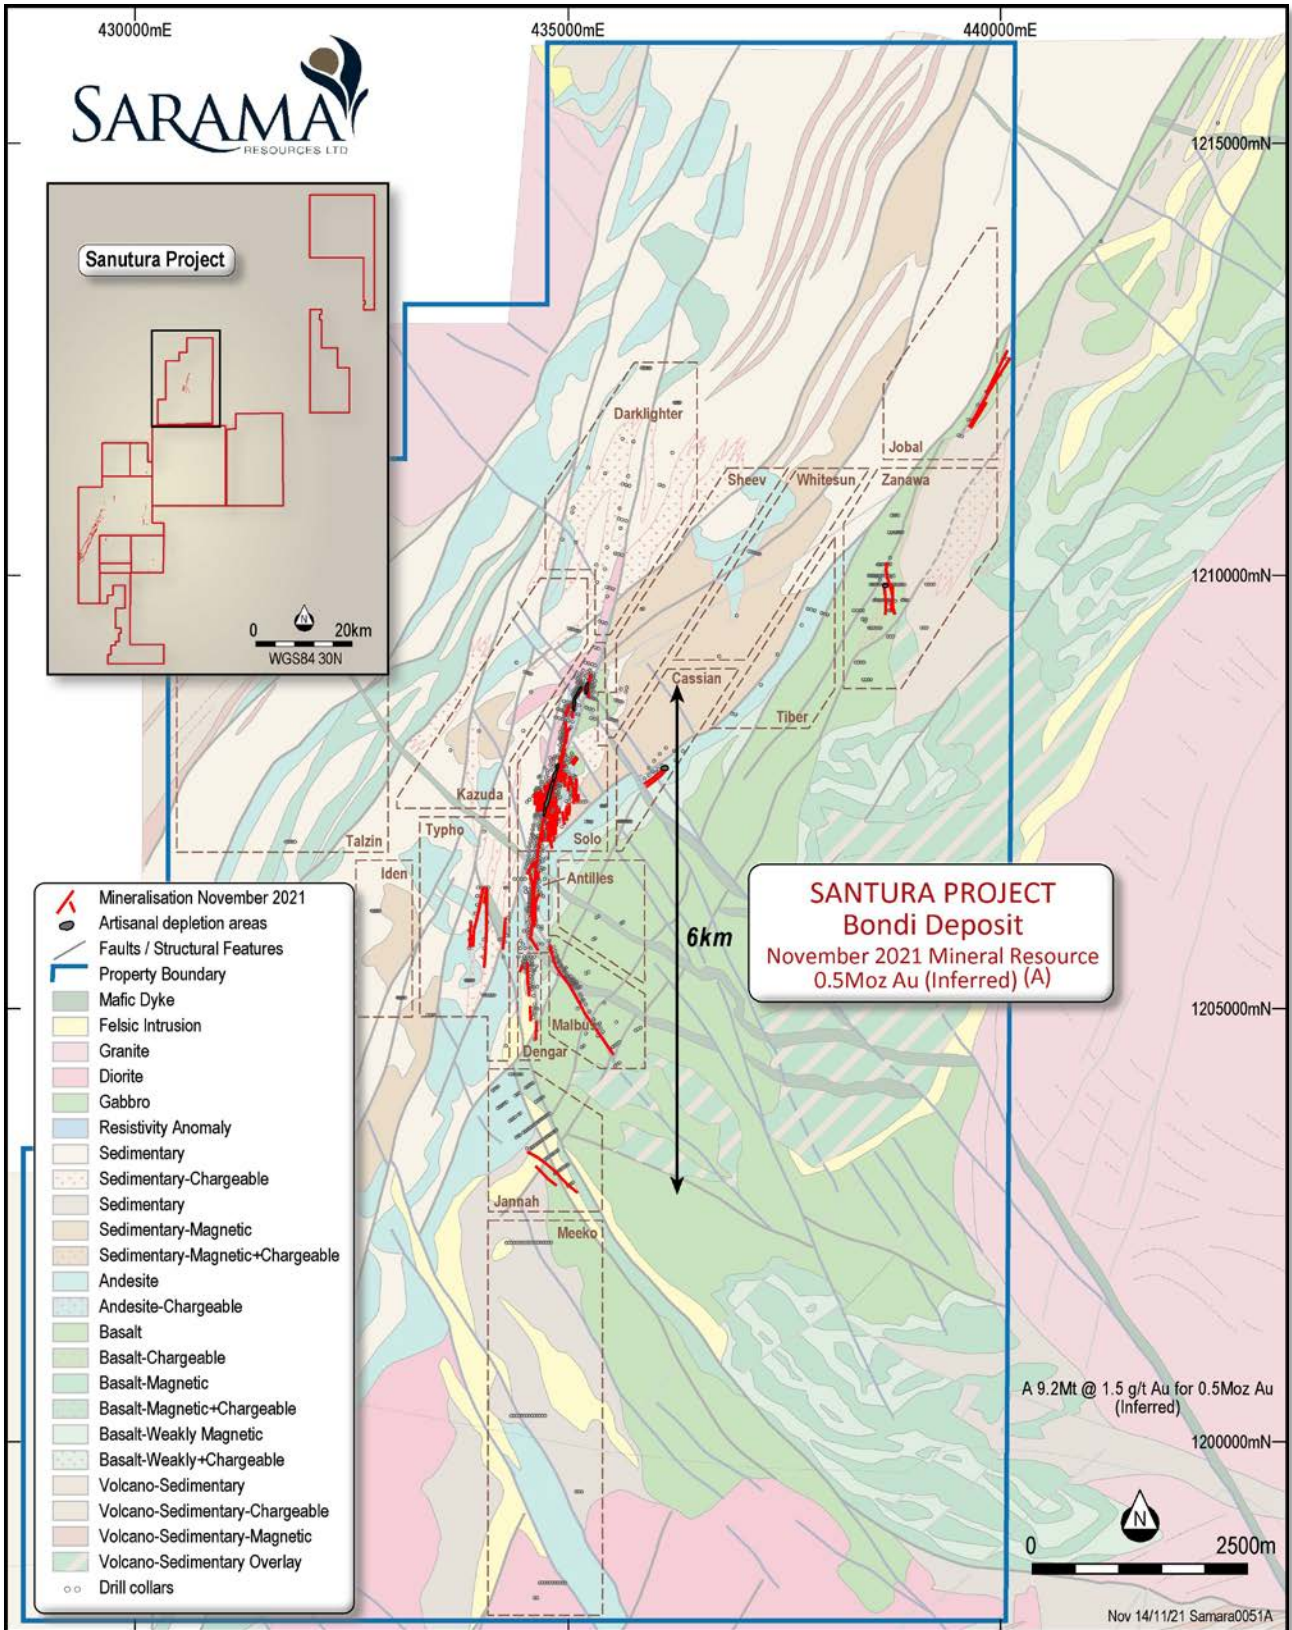 430000mE
435000mE
440000mE
SARAMA
RESOURCES LTD
1215000mN
Sanutura Project
N
0 20km
WGS84 30N
Darklighter
Jobal
Sheev
Whitesun
Zanawa
1210000mN
Cassian
Tiber
Kazuda
Talzin
Typho
Solo
Iden
Antilles
6km
SANTURA PROJECT
Bondi Deposit
November 2021 Mineral Resource
0.5Moz Au (Inferred) (A)
1205000mN
Malbus
Dengar
Jannah
Meeko
Mineralisation November 2021
Artisanal depletion areas
Faults / Structural Features
Property Boundary
Mafic Dyke
Felsic Intrusion
Granite
Diorite
Gabbro
Resistivity Anomaly
Sedimentary
Sedimentary-Chargeable
Sedimentary
Sedimentary-Magnetic
Sedimentary-Magnetic+Chargeable
Andesite
Andesite-Chargeable
Basalt
Basalt-Chargeable
Basalt-Magnetic
Basalt-Magnetic+Chargeable
Basalt-Weakly Magnetic
Basalt-Weakly+Chargeable
Volcano-Sedimentary
Volcano-Sedimentary-Chargeable
Volcano-Sedimentary-Magnetic
Volcano-Sedimentary Overlay
Drill collars
A 9.2Mt @ 1.5 g/t Au for 0.5Moz Au
(Inferred)
1200000mN
N
0 2500m
Nov 14/11/21 Samara0051A